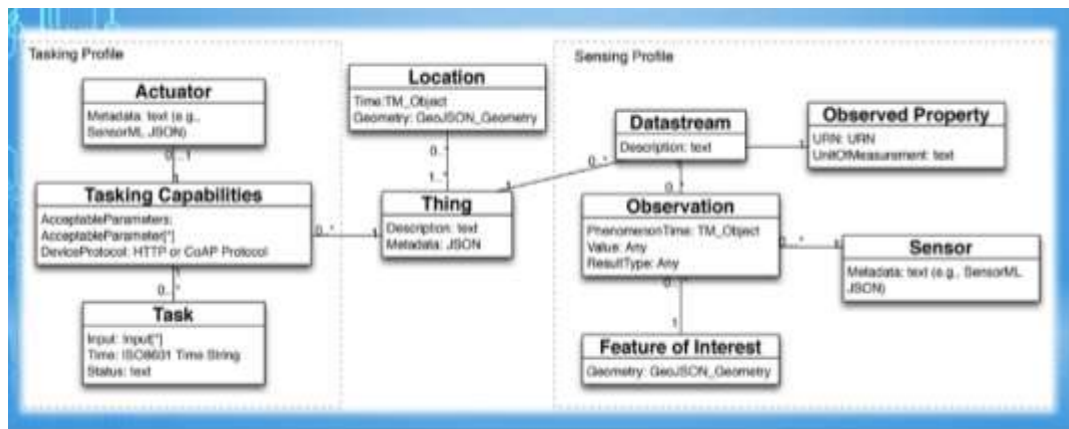 Tasking Profile
Actuator
Metadata: text (e.g.,
SensorML JSON)
0..1
1
Tasking Capabilities
AcceptableParameters:
AcceptableParameter[*]
DeviceProtocol: HTTP or CoAP Protocol
0..*
1
1
0..*
Task
Input: Input[*]
Time: ISO8601 Time String
Status: text
Location
Time:TM_Object
Geometry: GeoJSON_Geometry
0..*
1..*
Thing
Description: text
Metadata: JSON
Sensing Profile
1
0..*
Datastream
Description: text
1
Observed Property
URN: URN
UnitOfMeasurement: text
0..*
Observation
PhenomenonTime: TM_Object
Value: Any
ResultType: Any
0..*
1
Sensor
Metadata: text (e.g., SensorML
JSON)
0..*
1
Feature of Interest
Geometry: GeoJSON_Geometry